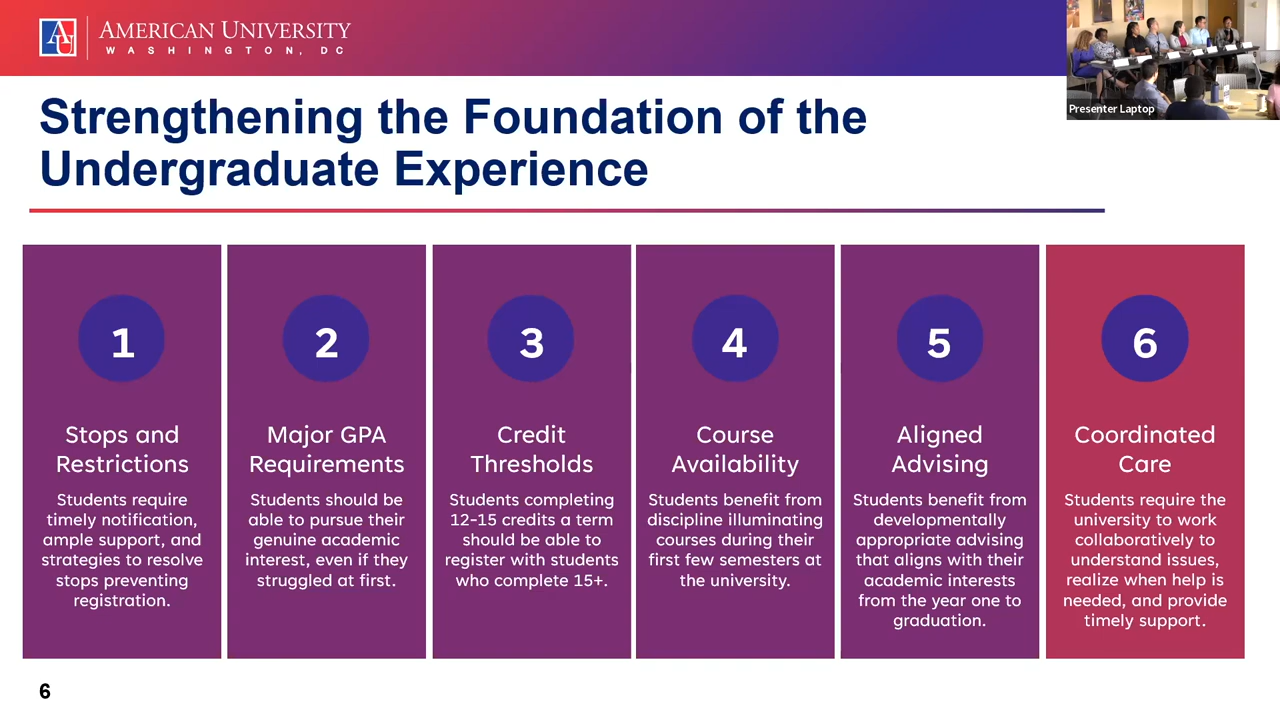 AMERICAN UNIVERSITY
WASHINGTON, DC
Presenter Laptop
Strengthening the Foundation of the
Undergraduate Experience
1
Stops and
Restrictions
Students require
timely notification,
ample support, and
strategies to resolve
stops preventing
registration.
2
Major GPA
Requirements
Students should be
able to pursue their
genuine academic
interest, even if they
struggled at first.
3
Credit
Thresholds
Students completing
12-15 credits a term
should be able to
register with students
who complete 15+.
4
Course
Availability
Students benefit from
discipline illuminating
courses during their
first few semesters at
the university.
5
Aligned
Advising
Students benefit from
developmentally
appropriate advising
that aligns with their
academic interests
from the year one to
graduation.
6
Coordinated
Care
Students require the
university to work
collaboratively to
understand issues,
realize when help is
needed, and provide
timely support.
6